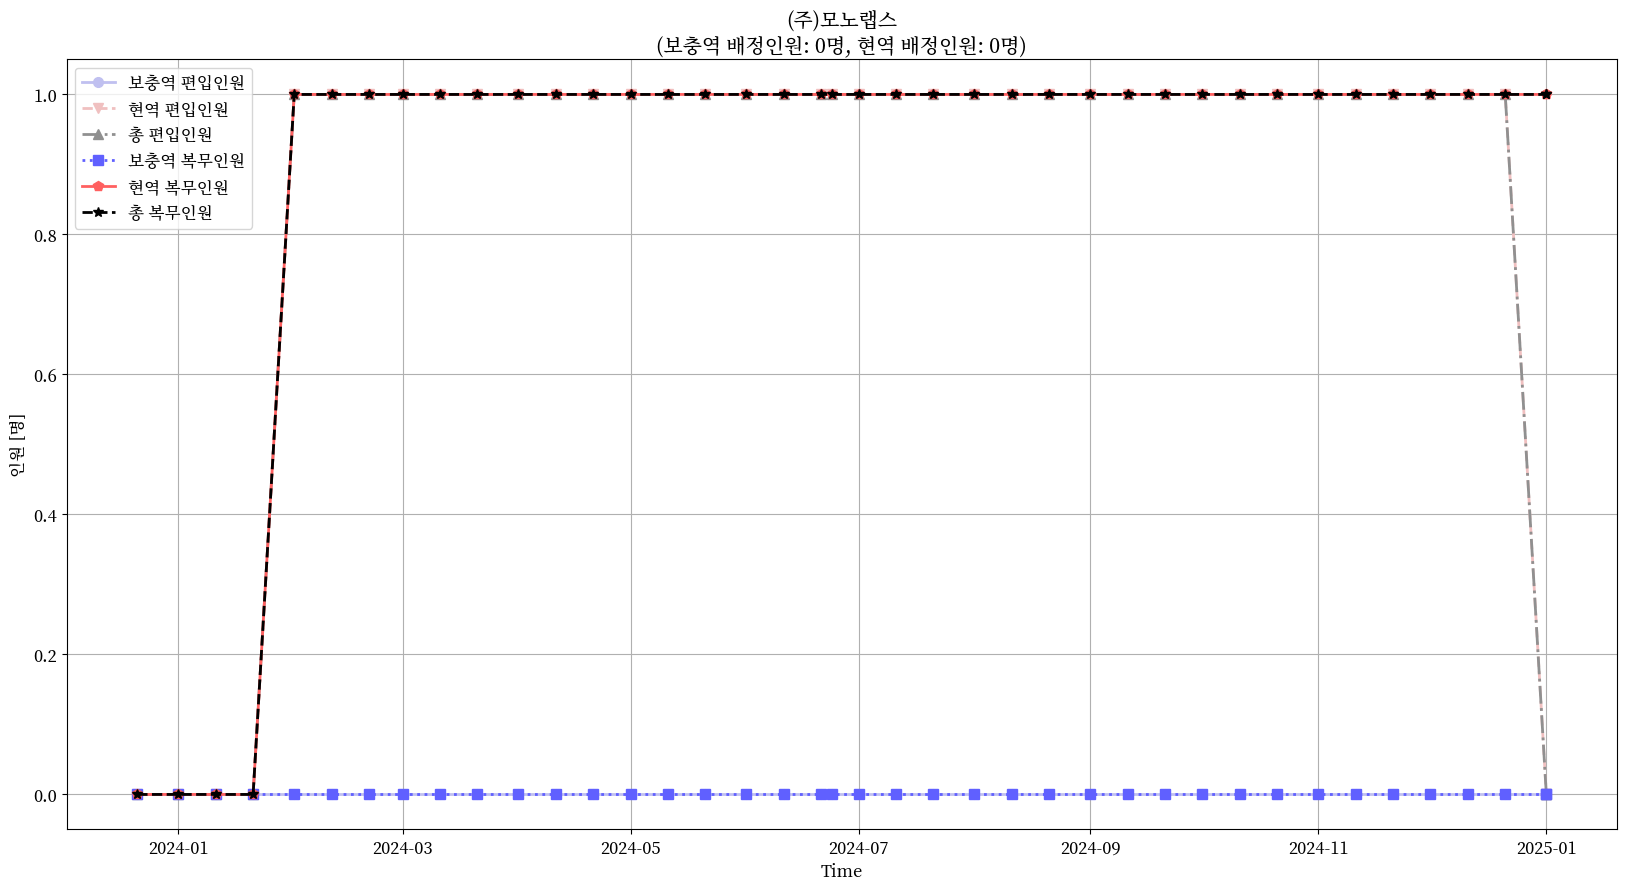 (주)모노랩스
(보충역 배정인원: 0명, 현역 배정인원: 0명)
보충역 편입인원
현역 편입인원
총 편입인원
보충역 복무인원
현역 복무인원
총 복무인원
인원 [명]
1.0
0.8
0.6
0.4
0.2
0.0
2024-01 2024-03 2024-05 2024-07 2024-09 2024-11 2025-01
Time